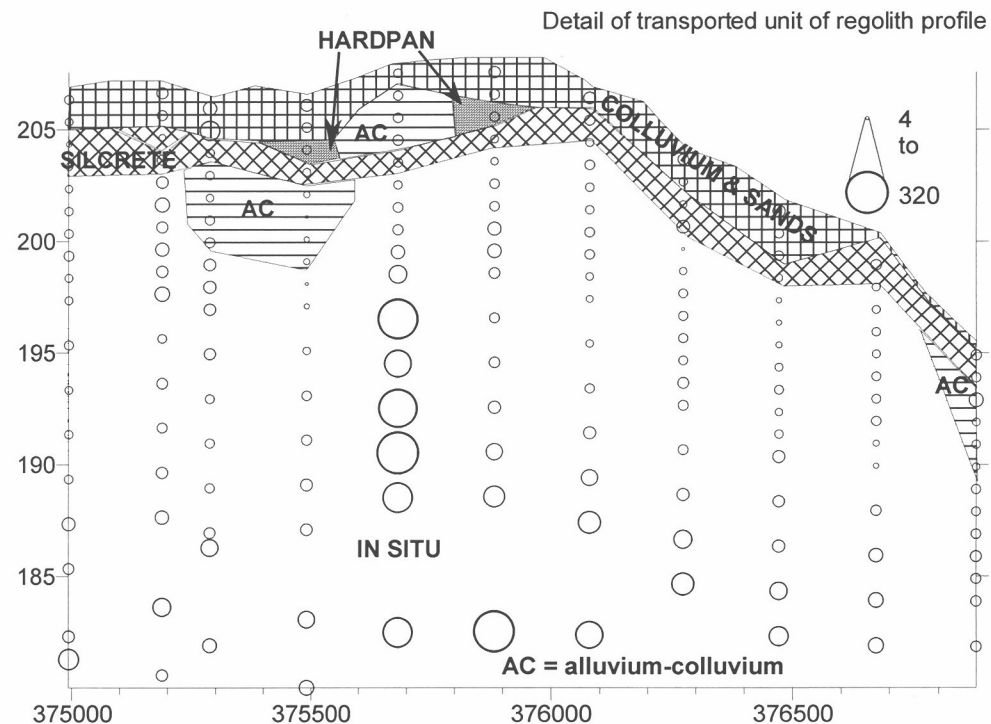 Detail of transported unit of regolith profile
HARDPAN
4
to
320
COLLUVIUM & SANDS
AC
SILCRETE
AC
AC
IN SITU
AC = alluvium-colluvium
205
200
195
190
185
375000
375500
376000
376500